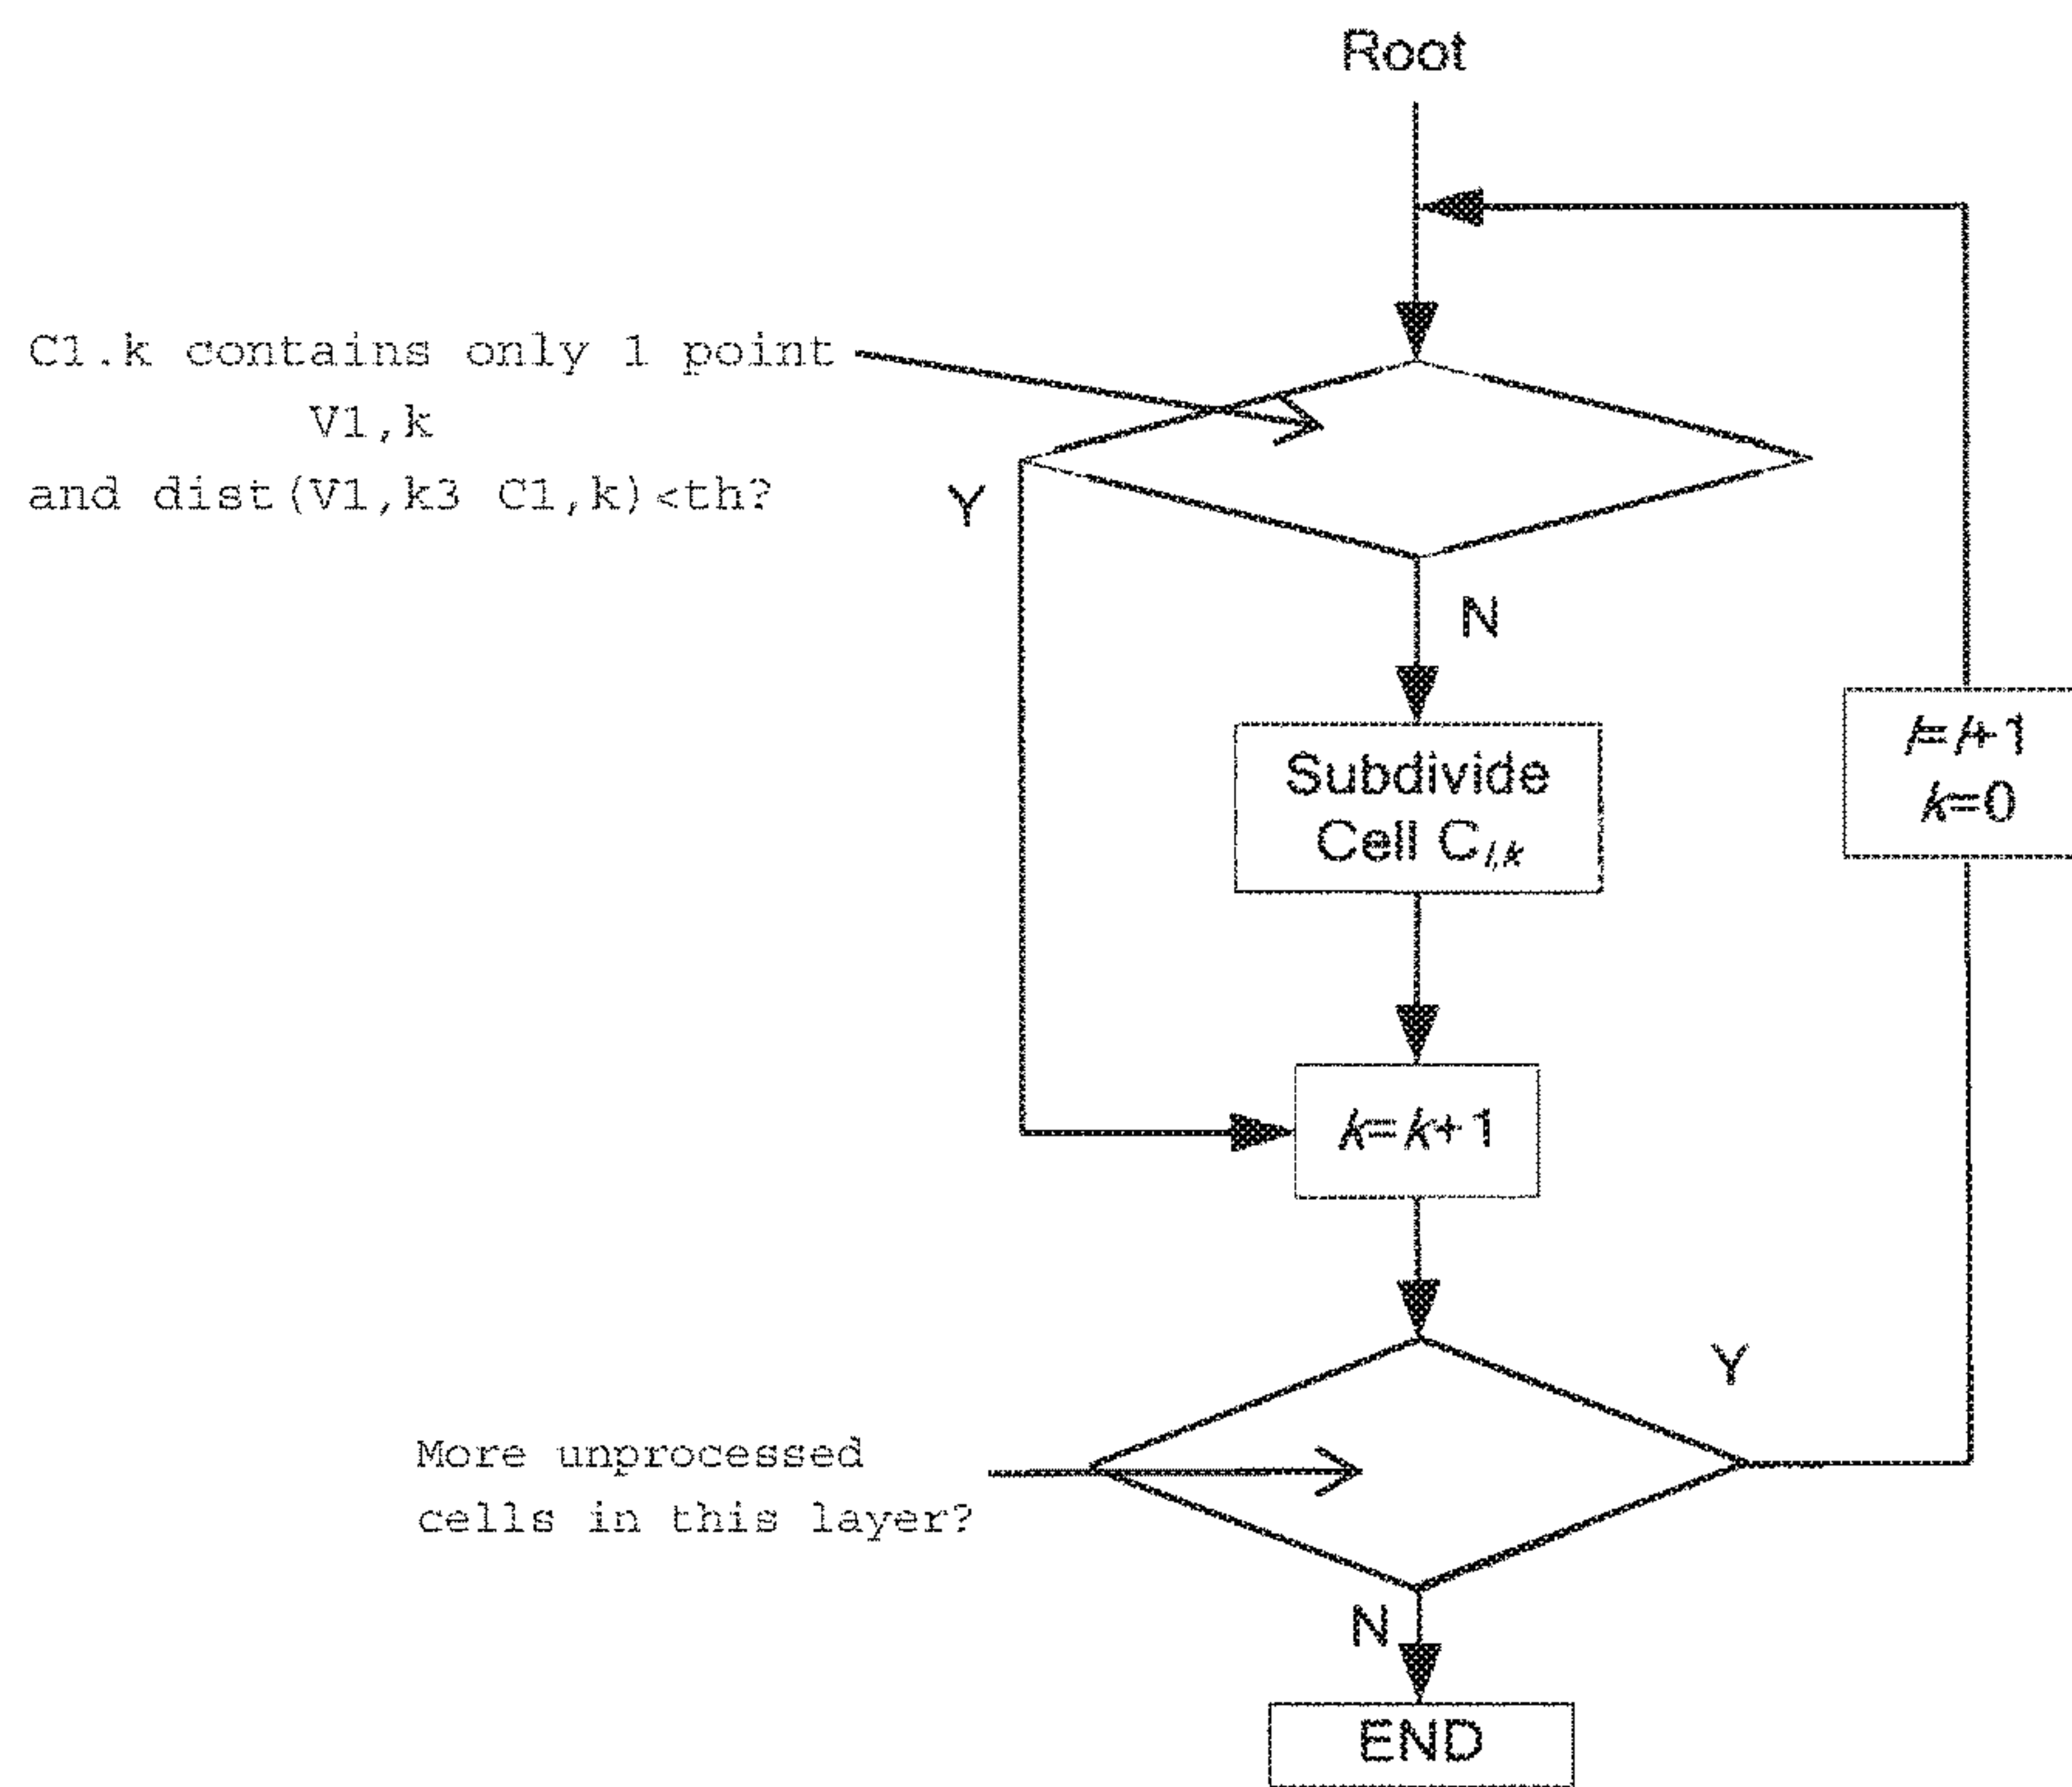 Root
C1.k contains only 1 point
V1,k
and dist(V1,k3 C1,k)<th?
Y
N
Subdivide
Cell C l,k
l=l+1
k=0
k=k+1
Y
More unprocessed
cells in this layer?
N
END